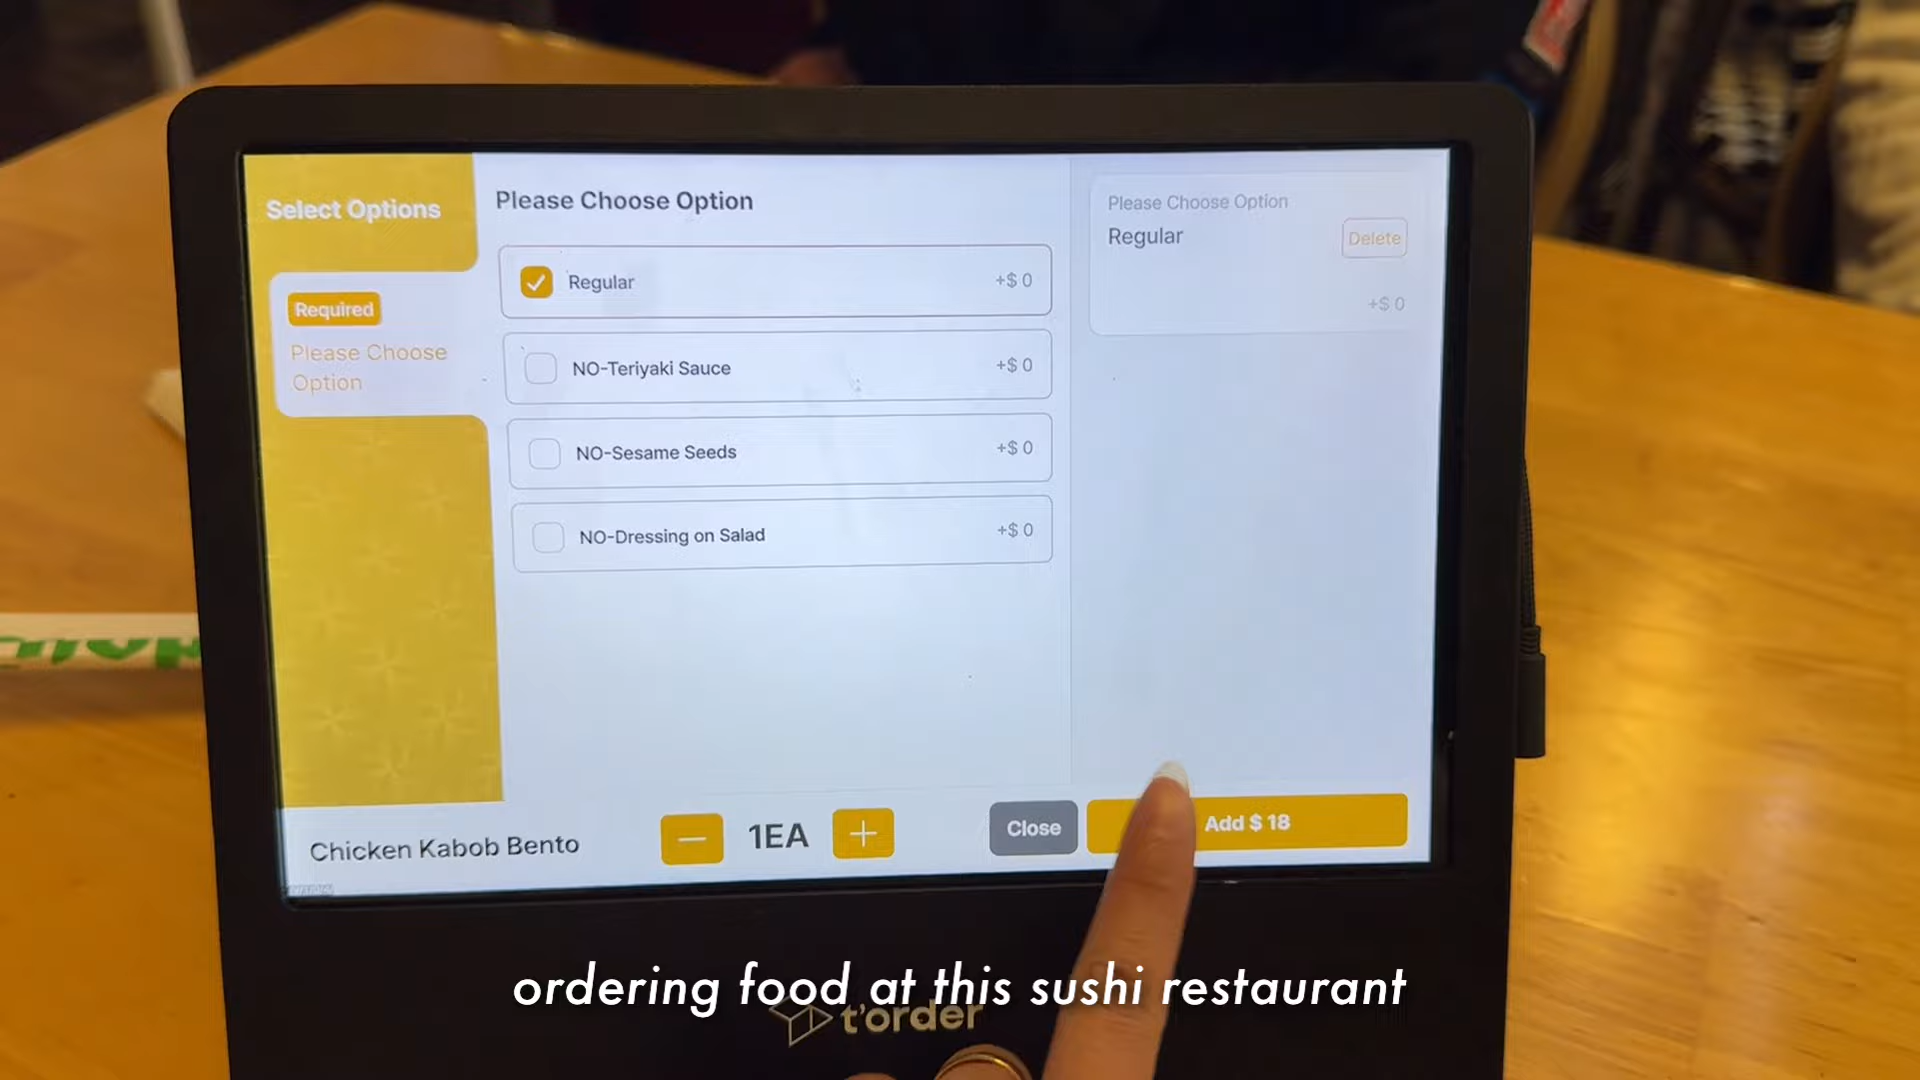 Select Options
Required
Please Choose
Option
Please Choose Option
Regular +$ 0
NO-Teriyaki Sauce +$ 0
NO-Sesame Seeds +$ 0
NO-Dressing on Salad +$ 0
Please Choose Option
Regular Delete
+$ 0
Chicken Kabob Bento
1EA
Close
Add $ 18
ordering food at this sushi restaurant
t'order